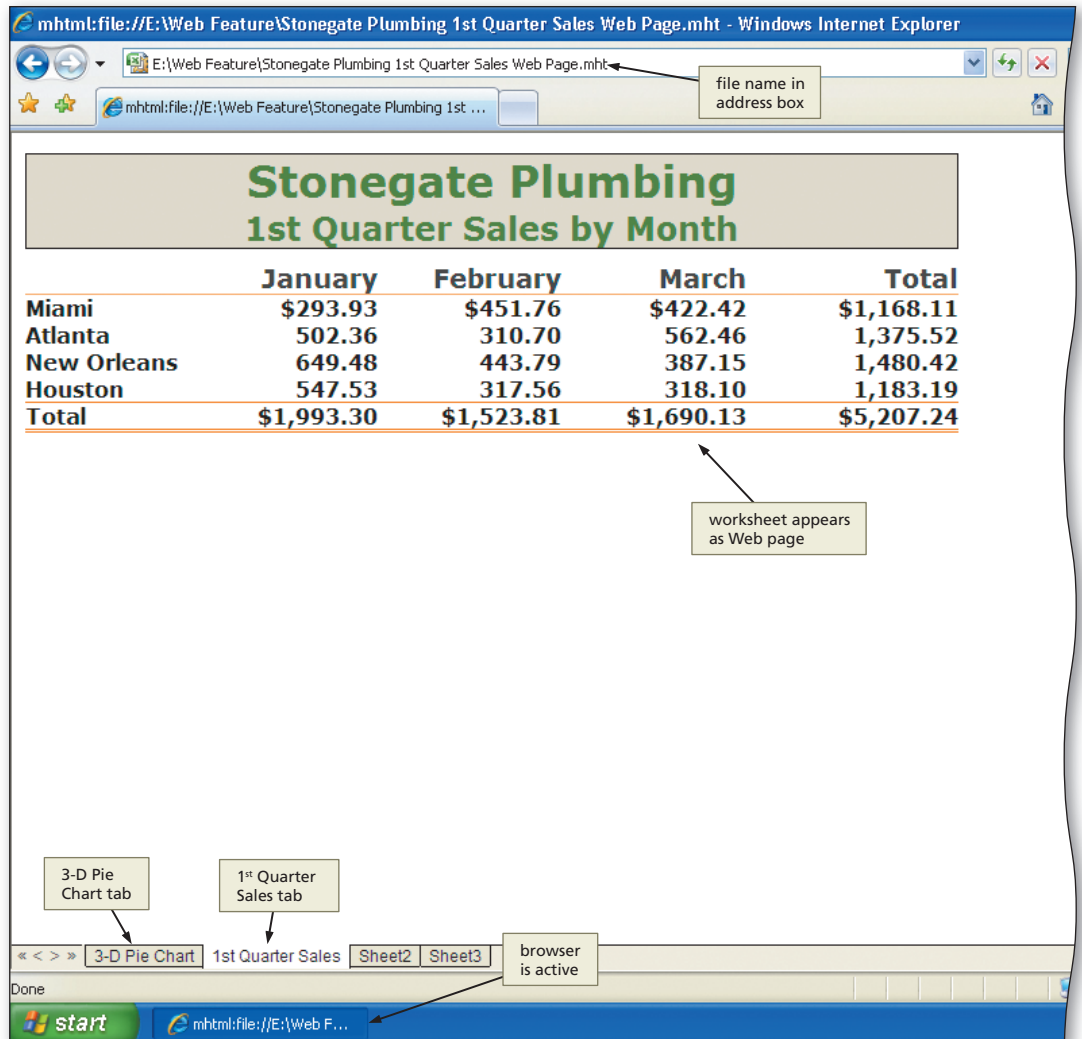 mhtml:file://E:\Web Feature\Stonegate Plumbing 1st Quarter Sales Web Page.mht - Windows Internet Explorer
E:\Web Feature\Stonegate Plumbing 1st Quarter Sales Web Page.mht
file name in
address box
mhtml:file://E:\Web Feature\Stonegate Plumbing 1st ...
Stonegate Plumbing
1st Quarter Sales by Month
January February March Total
Miami $293.93 $451.76 $422.42 $1,168.11
Atlanta 502.36 310.70 562.46 1,375.52
New Orleans 649.48 443.79 387.15 1,480.42
Houston 547.53 317.56 318.10 1,183.19
Total $1,993.30 $1,523.81 $1,690.13 $5,207.24
worksheet appears
as Web page
3-D Pie
Chart tab
1st Quarter
Sales tab
« < > » 3-D Pie Chart 1st Quarter Sales Sheet2 Sheet3
browser
is active
Done
start mhtml:file://E:\Web F...